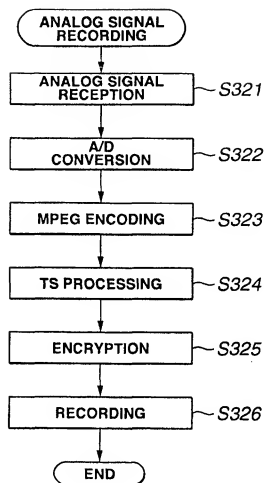 ANALOG SIGNAL
RECORDING
ANALOG SIGNAL
RECEPTION
S321
A/D
CONVERSION
S322
MPEG ENCODING
S323
TS PROCESSING
S324
ENCRYPTION
S325
RECORDING
S326
END